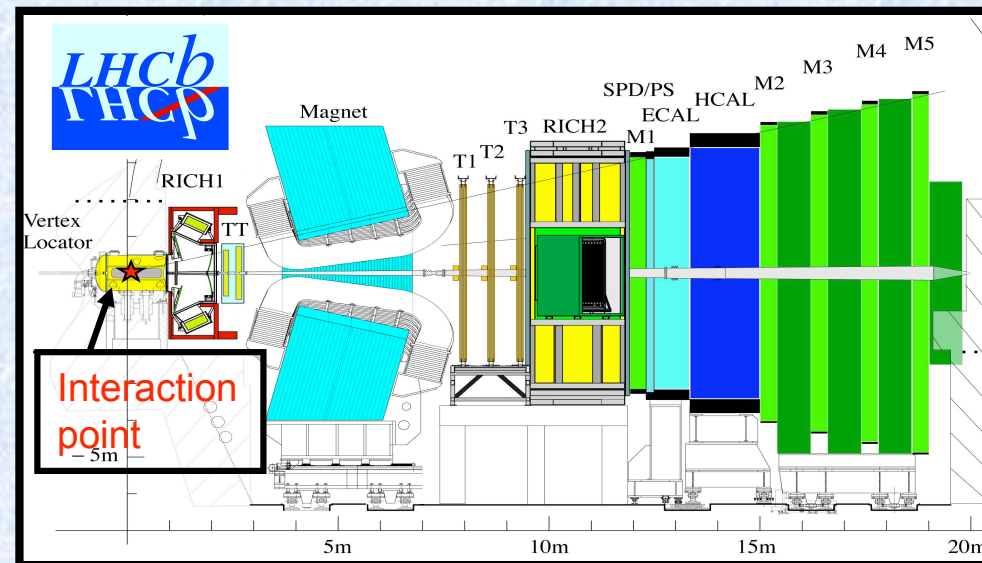 LHCb
LHCb
Magnet
RICH1
TT
Vertex
Locator
T1
T2
T3
RICH2
SPD/PS
M1
ECAL
HCAL
M2
M3
M4
M5
Interaction
point
– 5m
5m
10m
15m
20m